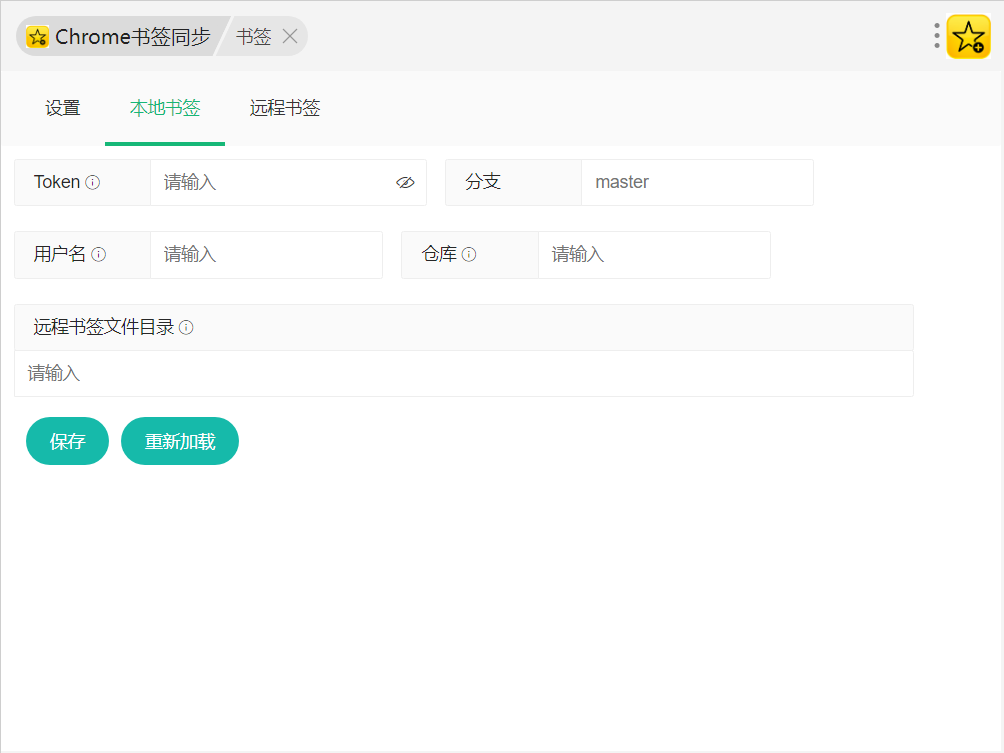 Chrome书签同步 书签
设置 本地书签 远程书签
Token 请输入 分支 master
用户名 请输入 仓库 请输入
远程书签文件目录
请输入
保存 重新加载